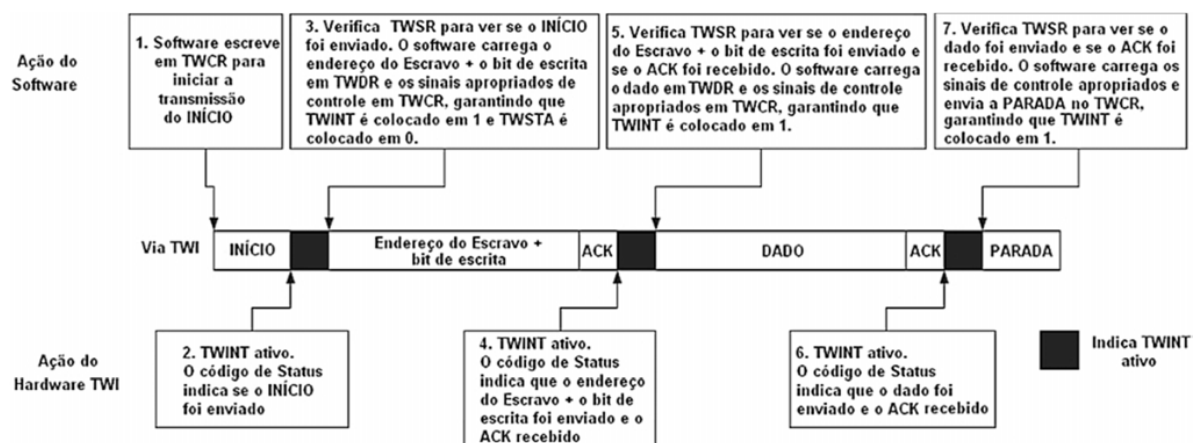 Ação do
Software
1. Software escreve
em TWCR para
iniciar a
transmissão
do INÍCIO
3. Verifica TWSR para ver se o INÍCIO
foi enviado. O software carrega o
endereço do Escravo + o bit de escrita
em TWDR e os sinais apropriados de
controle em TWCR, garantindo que
TWINT é colocado em 1 e TWSTA é
colocado em 0.
5. Verifica TWSR para ver se o endereço
do Escravo + o bit de escrita foi enviado e
se o ACK foi recebido. O software carrega
o dado em TWDR e os sinais de controle
apropriados em TWCR, garantindo que
TWINT é colocado em 1.
7. Verifica TWSR para ver se o
dado foi enviado e se o ACK foi
recebido. O software carrega os
sinais de controle apropriados e
envia a PARADA no TWCR,
garantindo que TWINT é
colocado em 1.
Via TWI
INÍCIO
Endereço do Escravo +
bit de escrita
ACK
DADO
ACK
PARADA
Ação do
Hardware TWI
2. TWINT ativo.
O código de Status
indica se o INÍCIO
foi enviado
4. TWINT ativo.
O código de Status
indica que o endereço
do Escravo + o bit de
escrita foi enviado e o
ACK recebido
6. TWINT ativo.
O código de Status
indica que o dado foi
enviado e o ACK recebido
Indica TWINT
ativo